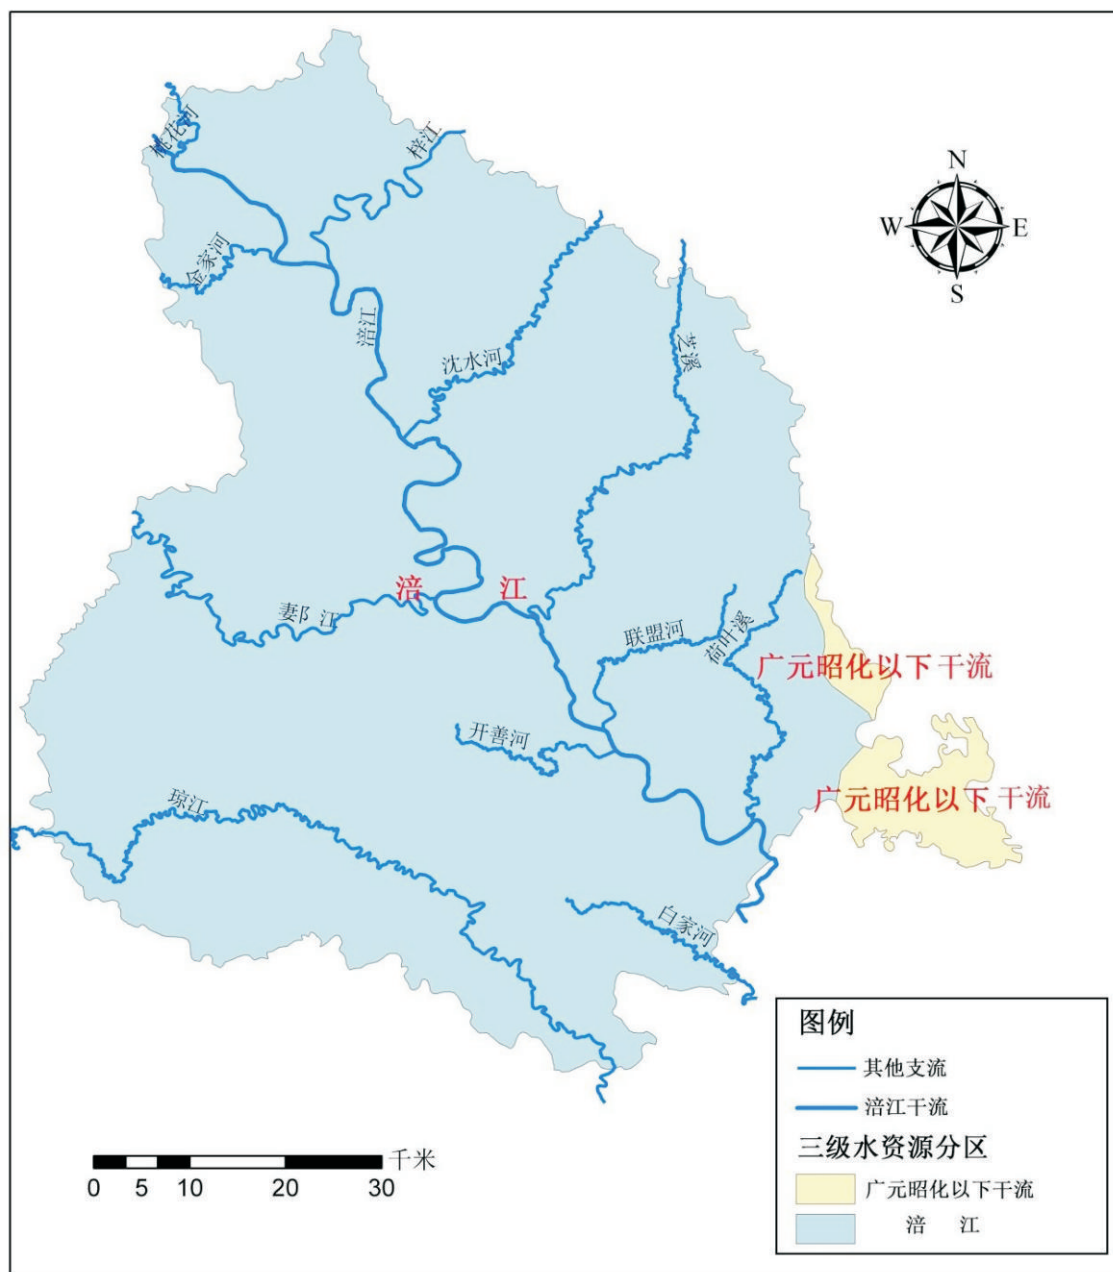 N
W
E
S
桃花河
梓江
金家河
涪江
沈水河
芝溪
涪 江
妻阝江
联盟河
荷叶溪
广元昭化以下干流
开善河
琼江
广元昭化以下干流
白家河
图例
其他支流
涪江干流
三级水资源分区
广元昭化以下干流
涪 江
千米
0 5 10 20 30